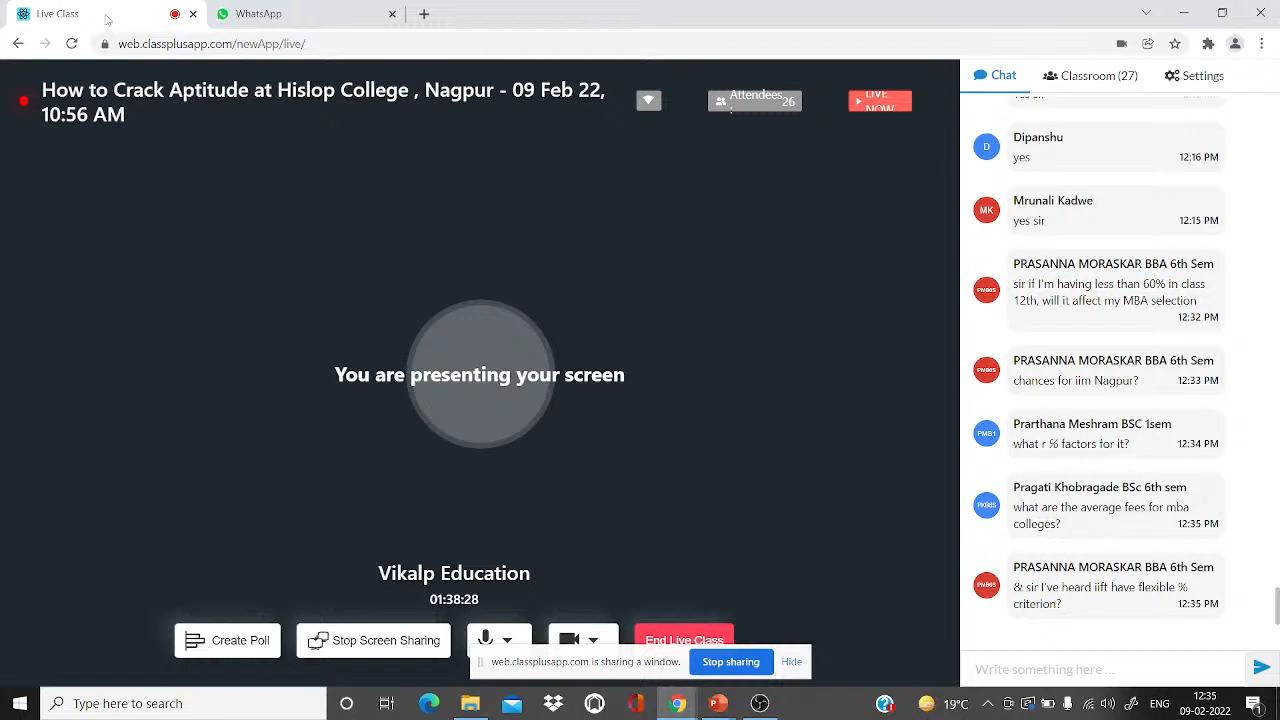 Live Class
WhatsApp
web.classplusapp.com/newApp/live/
How to Crack Aptitude at Hislop College , Nagpur - 09 Feb 22,
10:56 AM
Attendees
26
LIVE
NOW
You are presenting your screen
Vikalp Education
01:38:28
Create Poll
Stop Screen Sharing
End Live Class
web.classplusapp.com is sharing a window.
Stop sharing
Hide
Chat
Classroom (27)
Settings
Dipanshu
D
yes
12:16 PM
Mrunali Kadwe
MK
yes sir
12:15 PM
PRASANNA MORASKAR BBA 6th Sem
PMBBS
sir if I'm having less than 60% in class
12th, will it affect my MBA selection
12:32 PM
PRASANNA MORASKAR BBA 6th Sem
chances for iim Nagpur?
12:33 PM
Prarthana Meshram BSC 1sem
PMB1
what r % factors for it?
12:34 PM
Pragati Khobragade BSc 6th sem
what are the average fees for mba
colleges?
12:35 PM
PRASANNA MORASKAR BBA 6th Sem
& sir I've heard iift have flexible %
criterion?
12:35 PM
Write something here ...
Type here to search
19°C
ENG
12:35
09-02-2022